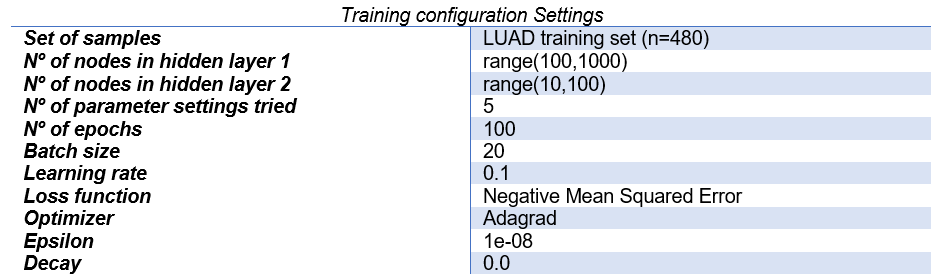 Training configuration Settings
Set of samples LUAD training set (n=480)
Nº of nodes in hidden layer 1 range(100,1000)
Nº of nodes in hidden layer 2 range(10,100)
Nº of parameter settings tried 5
Nº of epochs 100
Batch size 20
Learning rate 0.1
Loss function Negative Mean Squared Error
Optimizer Adagrad
Epsilon 1e-08
Decay 0.0